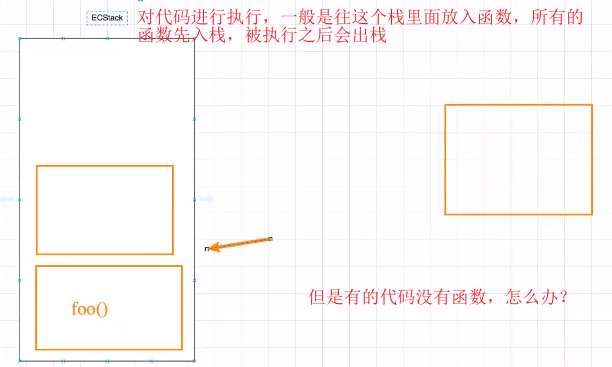 ECStack
对代码进行执行，一般是往这个栈里面放入函数，所有的
函数先入栈，被执行之后会出栈
foo()
但是有的代码没有函数，怎么办？